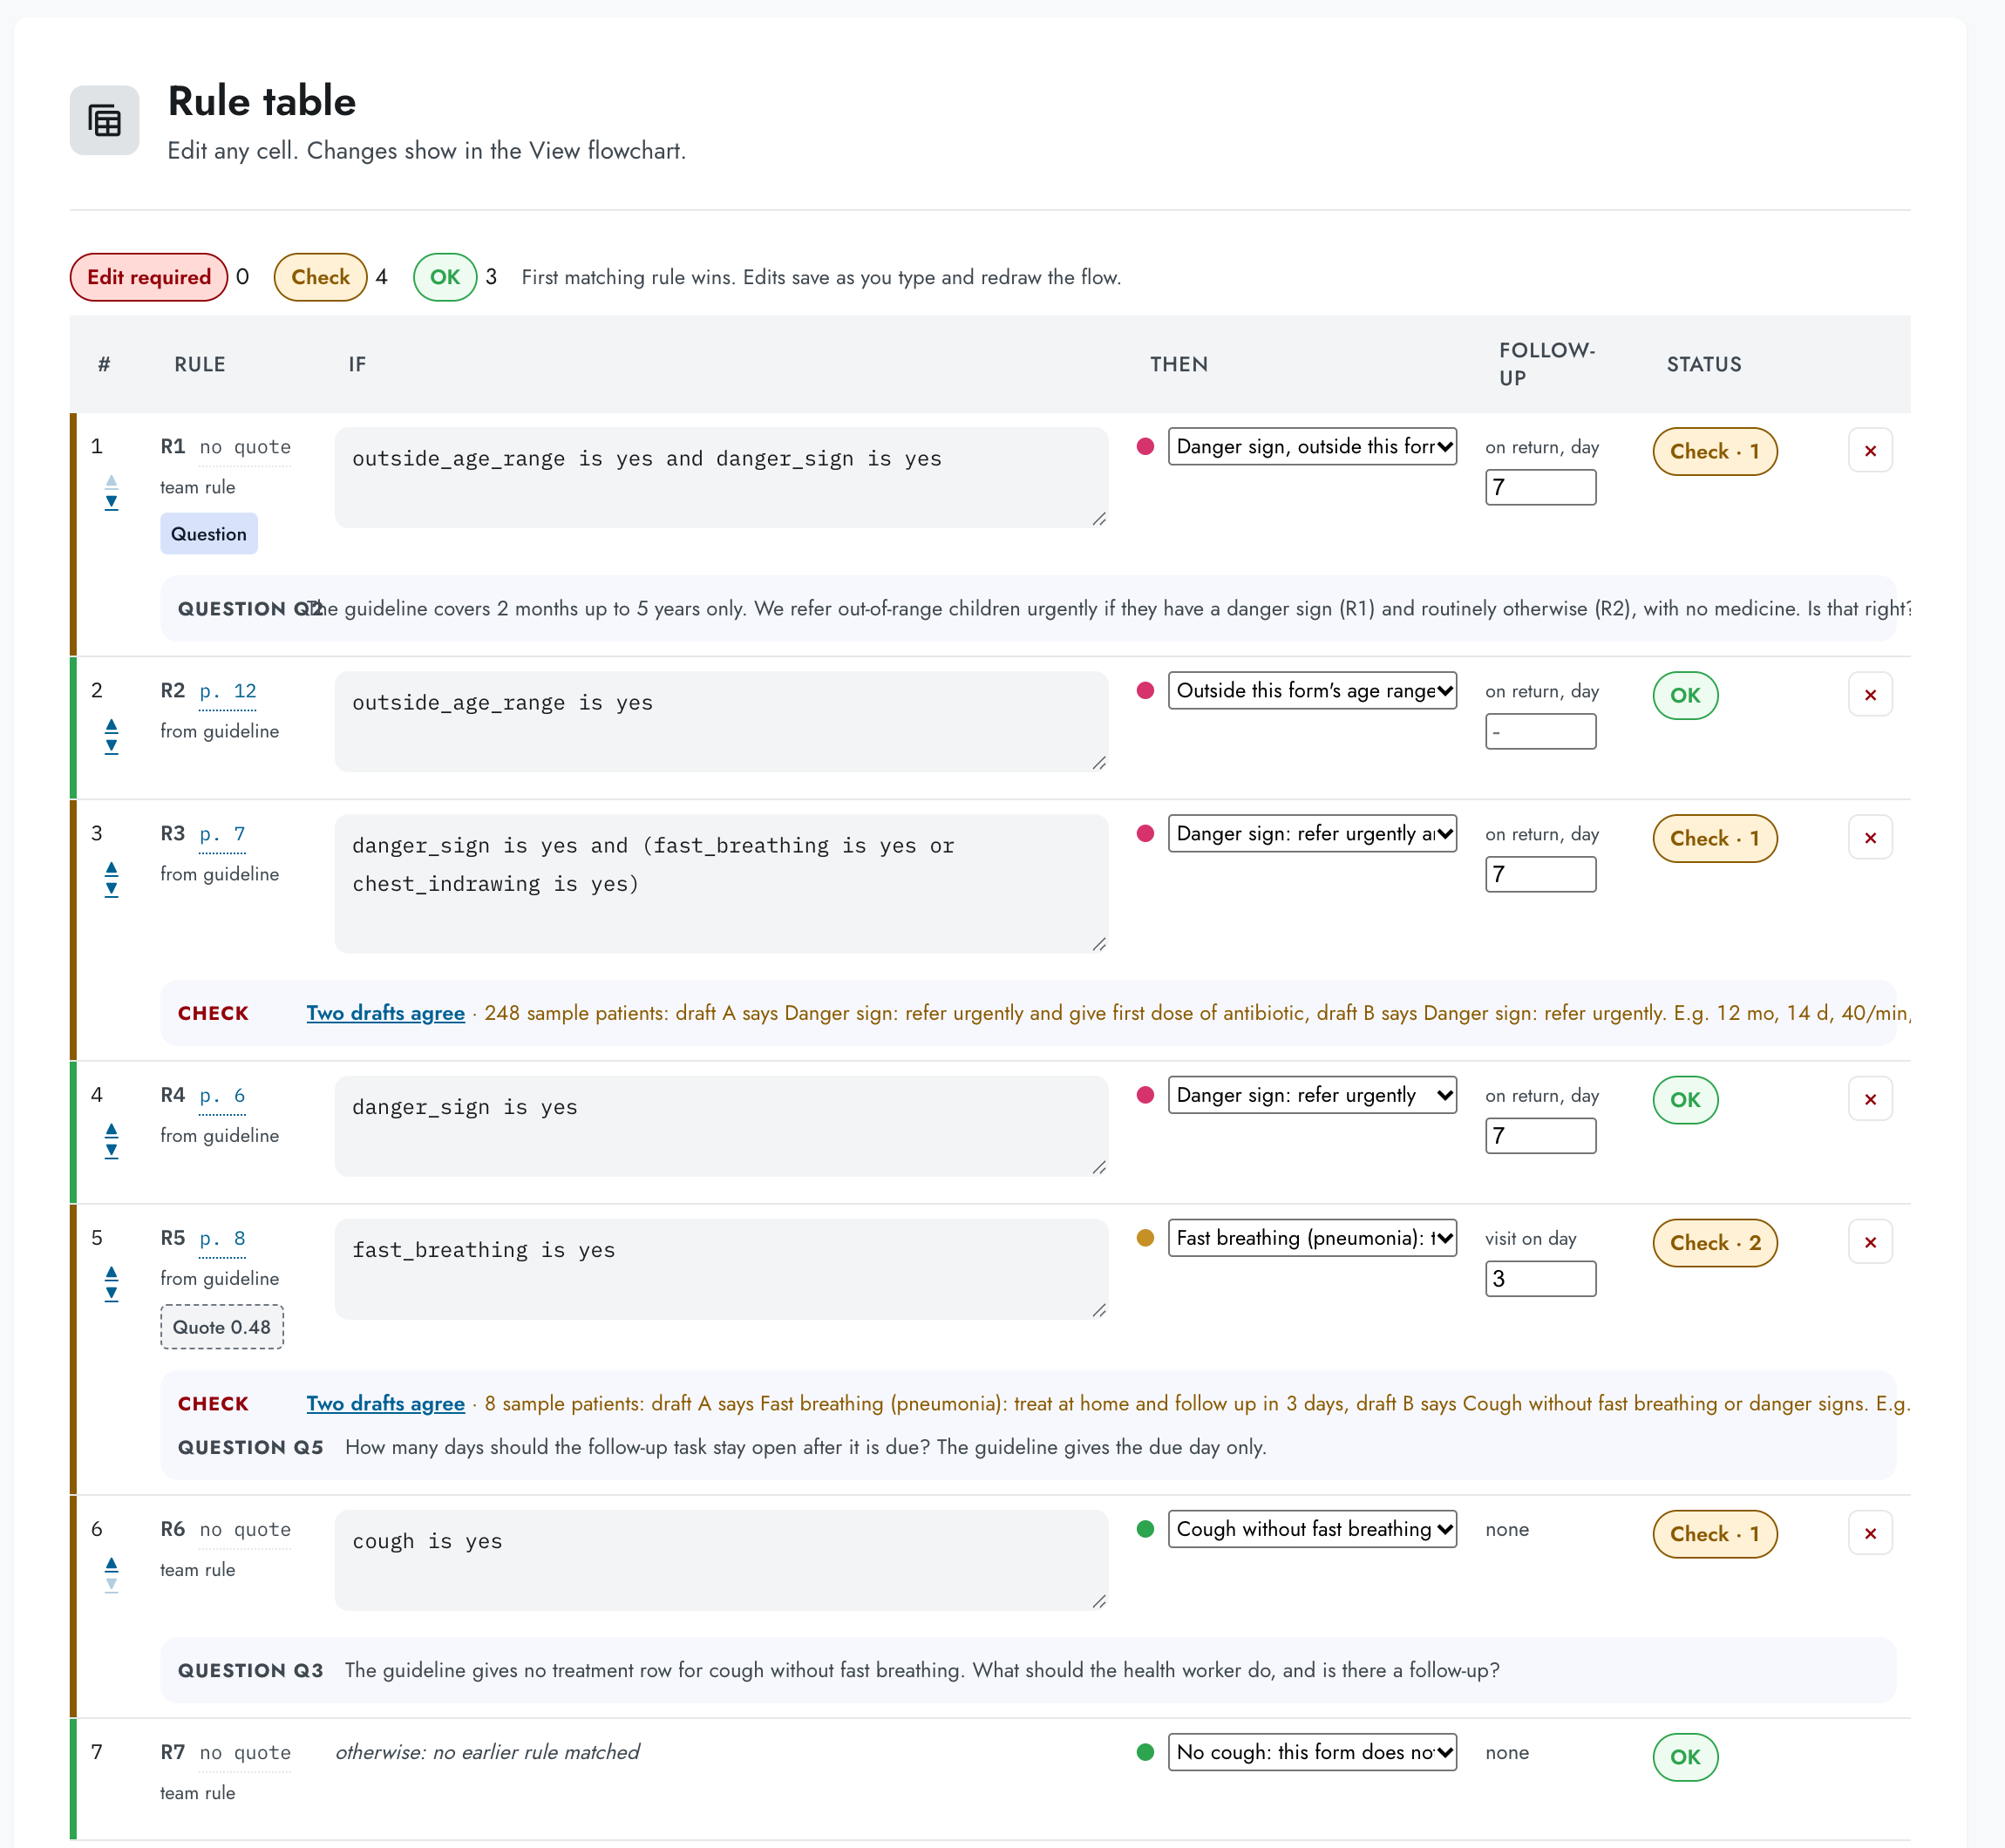 Rule table
Edit any cell. Changes show in the View flowchart.
Edit required 0 Check 4 OK 3 First matching rule wins. Edits save as you type and redraw the flow.
# RULE IF THEN FOLLOW-UP STATUS
1 R1 no quote outside_age_range is yes and danger_sign is yes Danger sign, outside this forr on return, day Check · 1 ×
team rule 7
Question
QUESTION Q2 The guideline covers 2 months up to 5 years only. We refer out-of-range children urgently if they have a danger sign (R1) and routinely otherwise (R2), with no medicine. Is that right?
2 R2 p. 12 outside_age_range is yes Outside this form's age range on return, day OK ×
from guideline -
3 R3 p. 7 danger_sign is yes and (fast_breathing is yes or Danger sign: refer urgently ar on return, day Check · 1 ×
from guideline chest_indrawing is yes) 7
CHECK Two drafts agree · 248 sample patients: draft A says Danger sign: refer urgently and give first dose of antibiotic, draft B says Danger sign: refer urgently. E.g. 12 mo, 14 d, 40/min,
4 R4 p. 6 danger_sign is yes Danger sign: refer urgently on return, day OK ×
from guideline 7
5 R5 p. 8 fast_breathing is yes Fast breathing (pneumonia): t visit on day Check · 2 ×
from guideline 3
Quote 0.48
CHECK Two drafts agree · 8 sample patients: draft A says Fast breathing (pneumonia): treat at home and follow up in 3 days, draft B says Cough without fast breathing or danger signs. E.g.
QUESTION Q5 How many days should the follow-up task stay open after it is due? The guideline gives the due day only.
6 R6 no quote cough is yes Cough without fast breathing none Check · 1 ×
team rule
QUESTION Q3 The guideline gives no treatment row for cough without fast breathing. What should the health worker do, and is there a follow-up?
7 R7 no quote otherwise: no earlier rule matched No cough: this form does no none OK
team rule